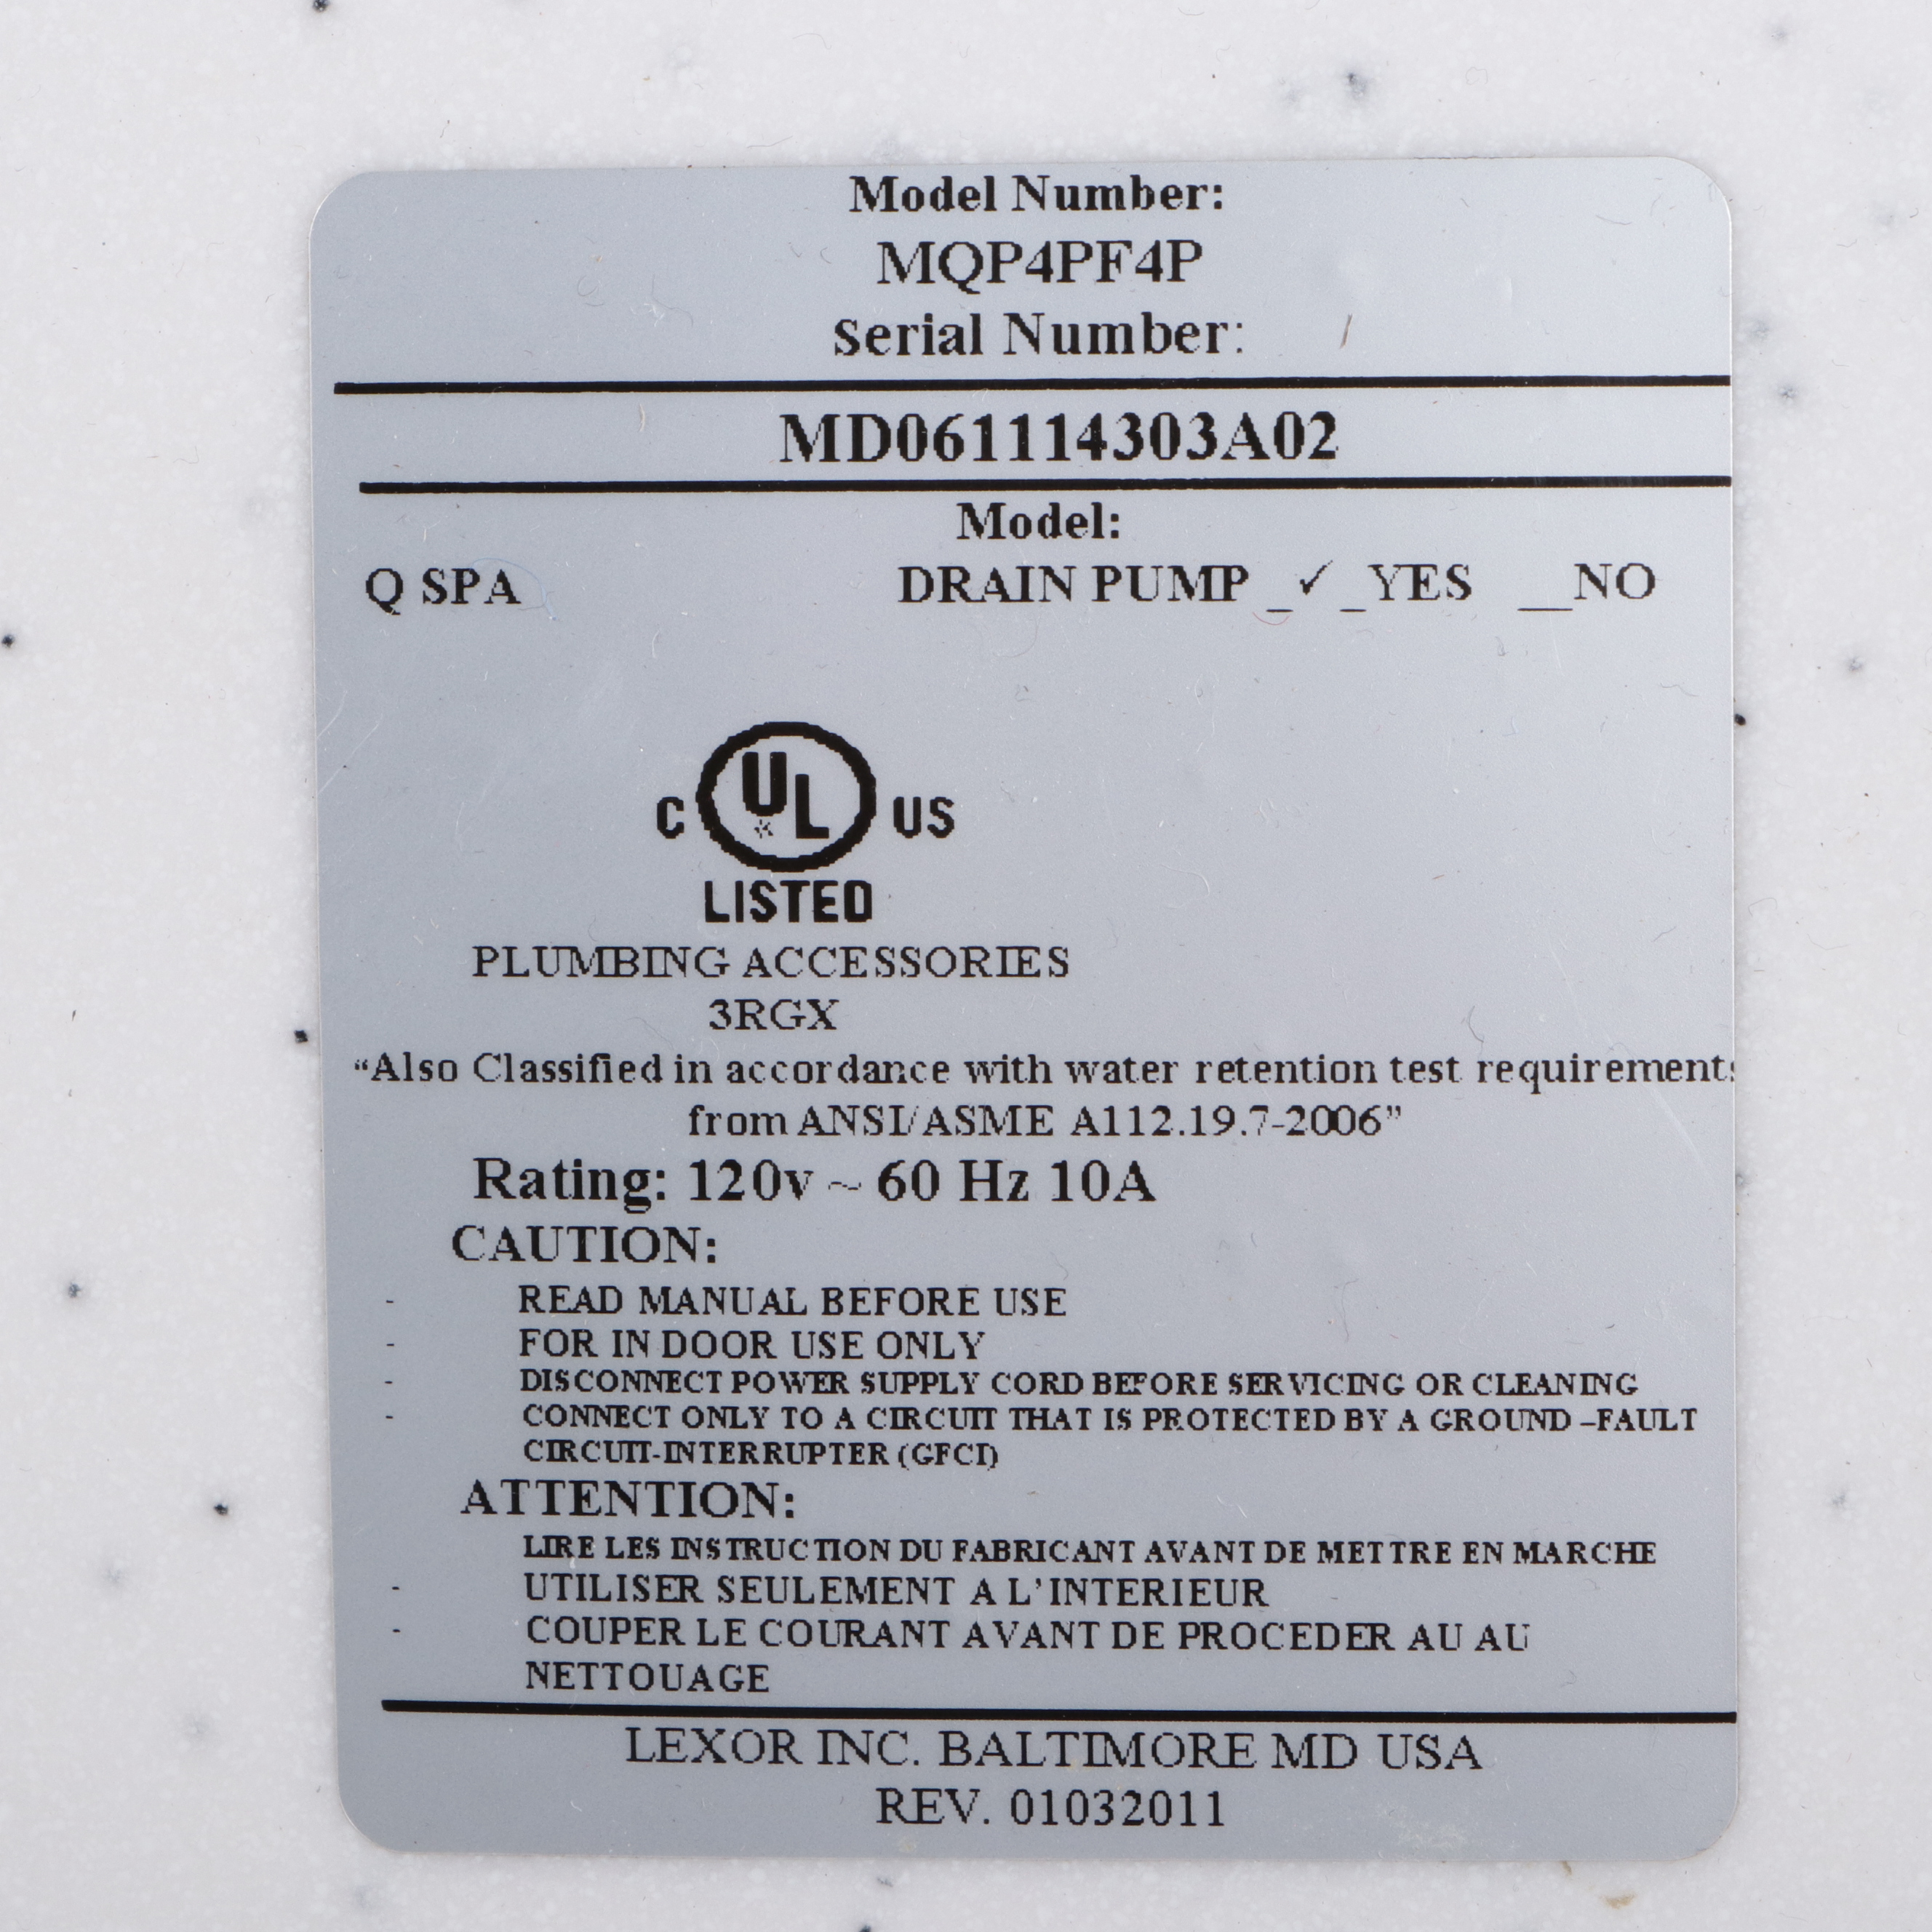 Model Number:
MQP4PF4P
Serial Number:
MD061114303A02
Model:
Q SPA DRAIN PUMP _✓_YES __NO
C UL US
LISTED
PLUMBING ACCESSORIES
3RGX
“Also Classified in accordance with water retention test requirements
from ANSI/ASME A112.19.7-2006”
Rating: 120v ~ 60 Hz 10A
CAUTION:
- READ MANUAL BEFORE USE
- FOR IN DOOR USE ONLY
- DISCONNECT POWER SUPPLY CORD BEFORE SERVICING OR CLEANING
- CONNECT ONLY TO A CIRCUIT THAT IS PROTECTED BY A GROUND –FAULT
CIRCUIT-INTERRUPTER (GFCI)
ATTENTION:
LIRE LES INSTRUCTION DU FABRICANT AVANT DE METTRE EN MARCHE
- UTILISER SEULEMENT A L’INTERIEUR
- COUPER LE COURANT AVANT DE PROCEDER AU AU
NETTOUAGE
LEXOR INC. BALTIMORE MD USA
REV. 01032011